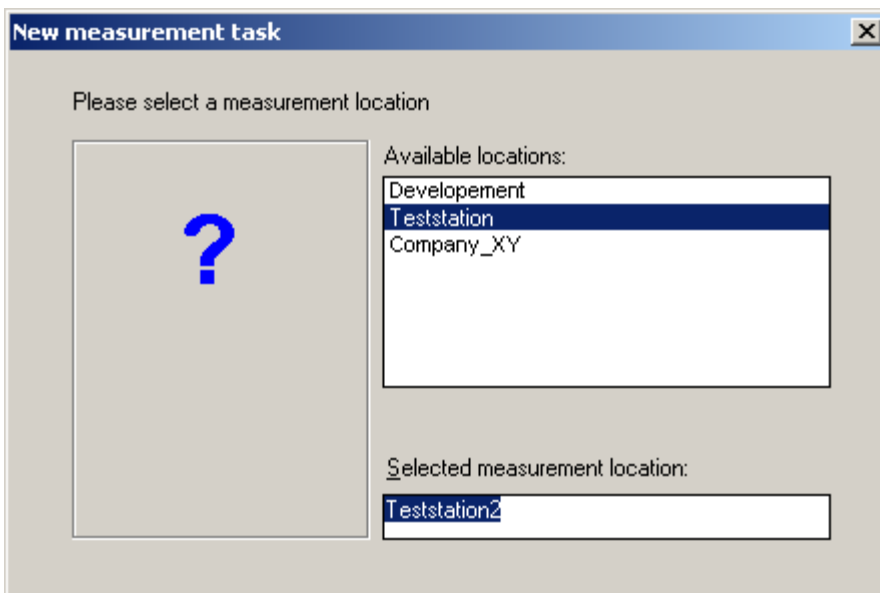 New measurement task
Please select a measurement location
Available locations:
Developement
Teststation
Company_XY
Selected measurement location:
Teststation2